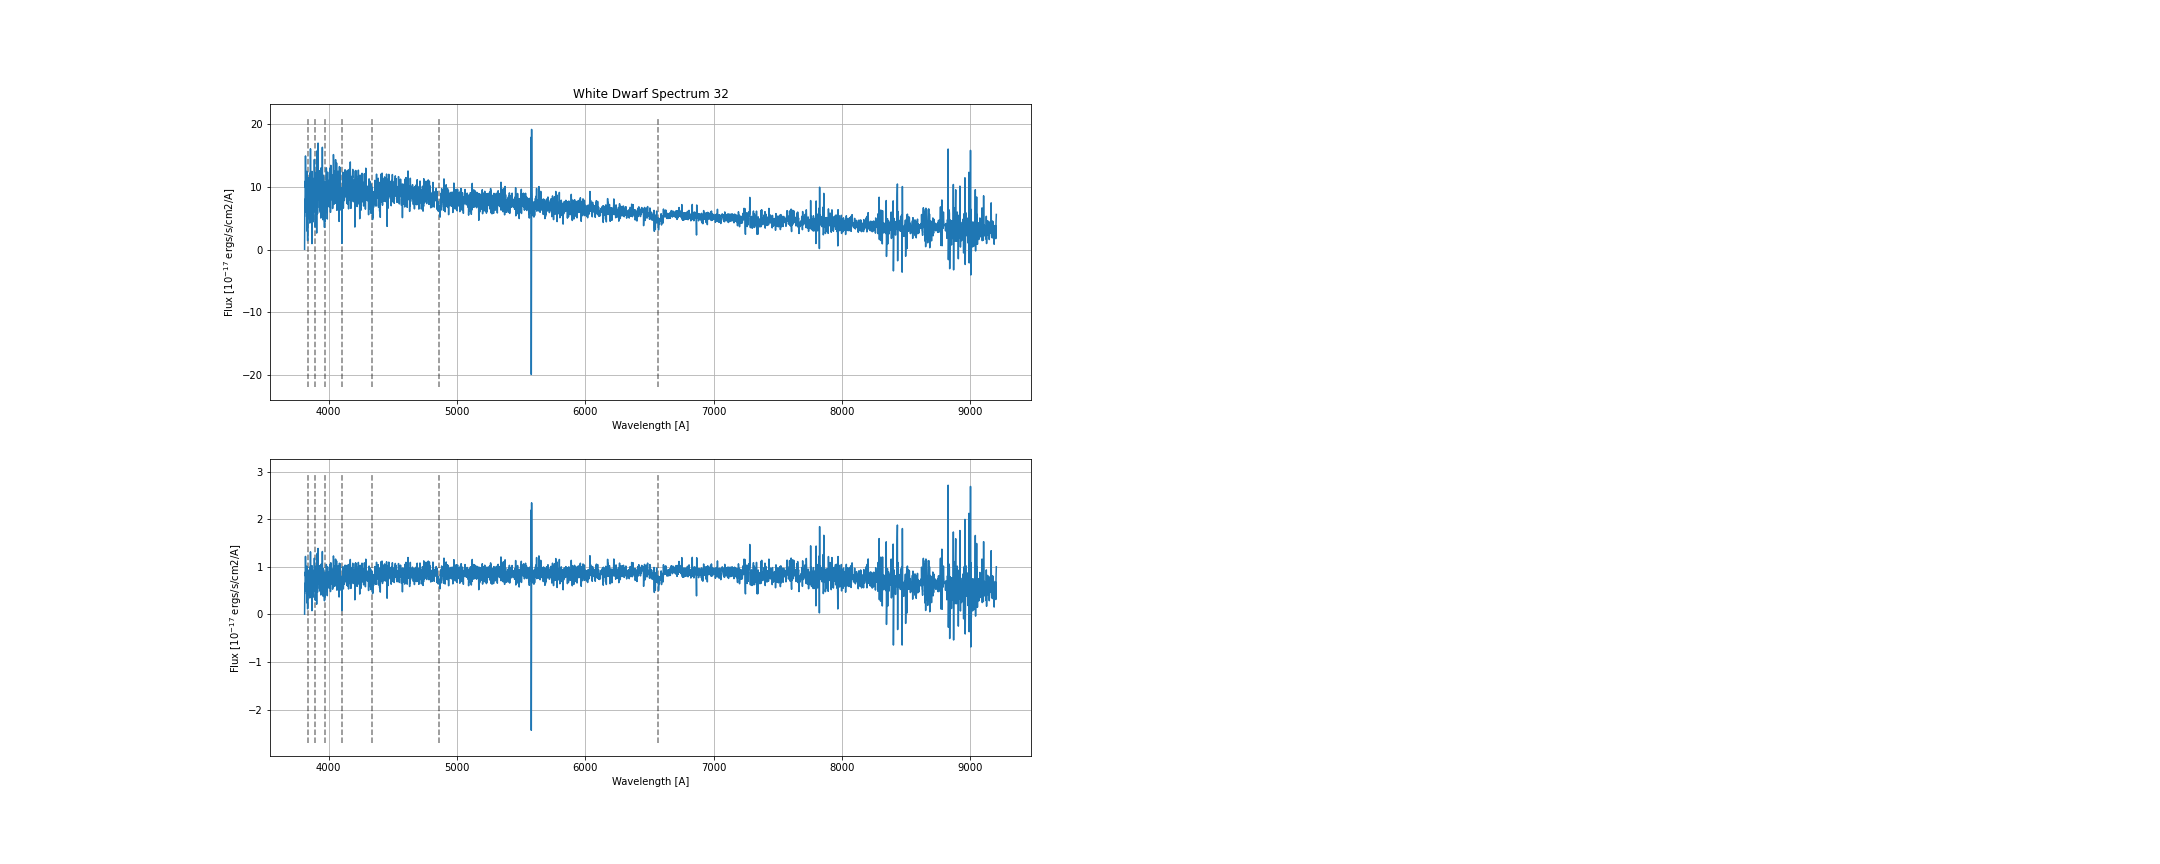 White Dwarf Spectrum 32
20
10
0
−10
−20
Flux [10⁻¹⁷ ergs/s/cm2/A]
4000 5000 6000 7000 8000 9000
Wavelength [A]
3
2
1
0
−1
−2
Flux [10⁻¹⁷ ergs/s/cm2/A]
4000 5000 6000 7000 8000 9000
Wavelength [A]